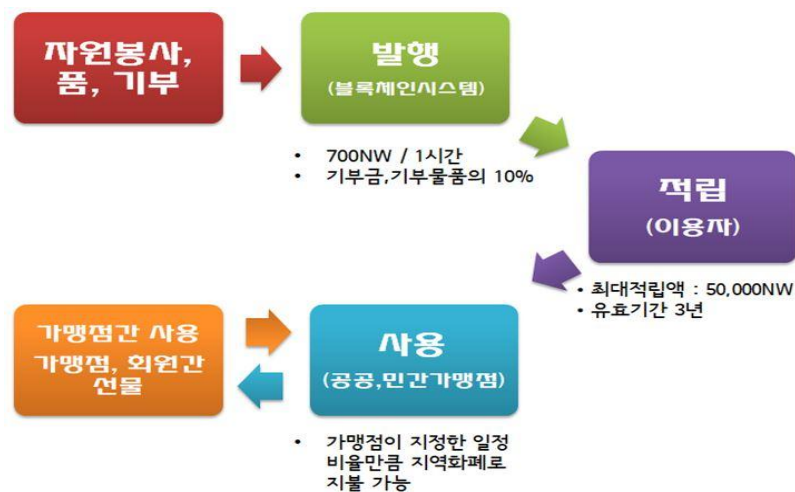 자원봉사,
품, 기부
발행
(블록체인시스템)
• 700NW / 1시간
• 기부금,기부물품의 10%
적립
(이용자)
• 최대적립액 : 50,000NW
• 유효기간 3년
가맹점간 사용
가맹점, 회원간
선물
사용
(공공,민간가맹점)
• 가맹점이 지정한 일정
비율만큼 지역화폐로
지불 가능